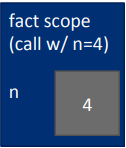 fact scope
(call w/ n=4)
n
4